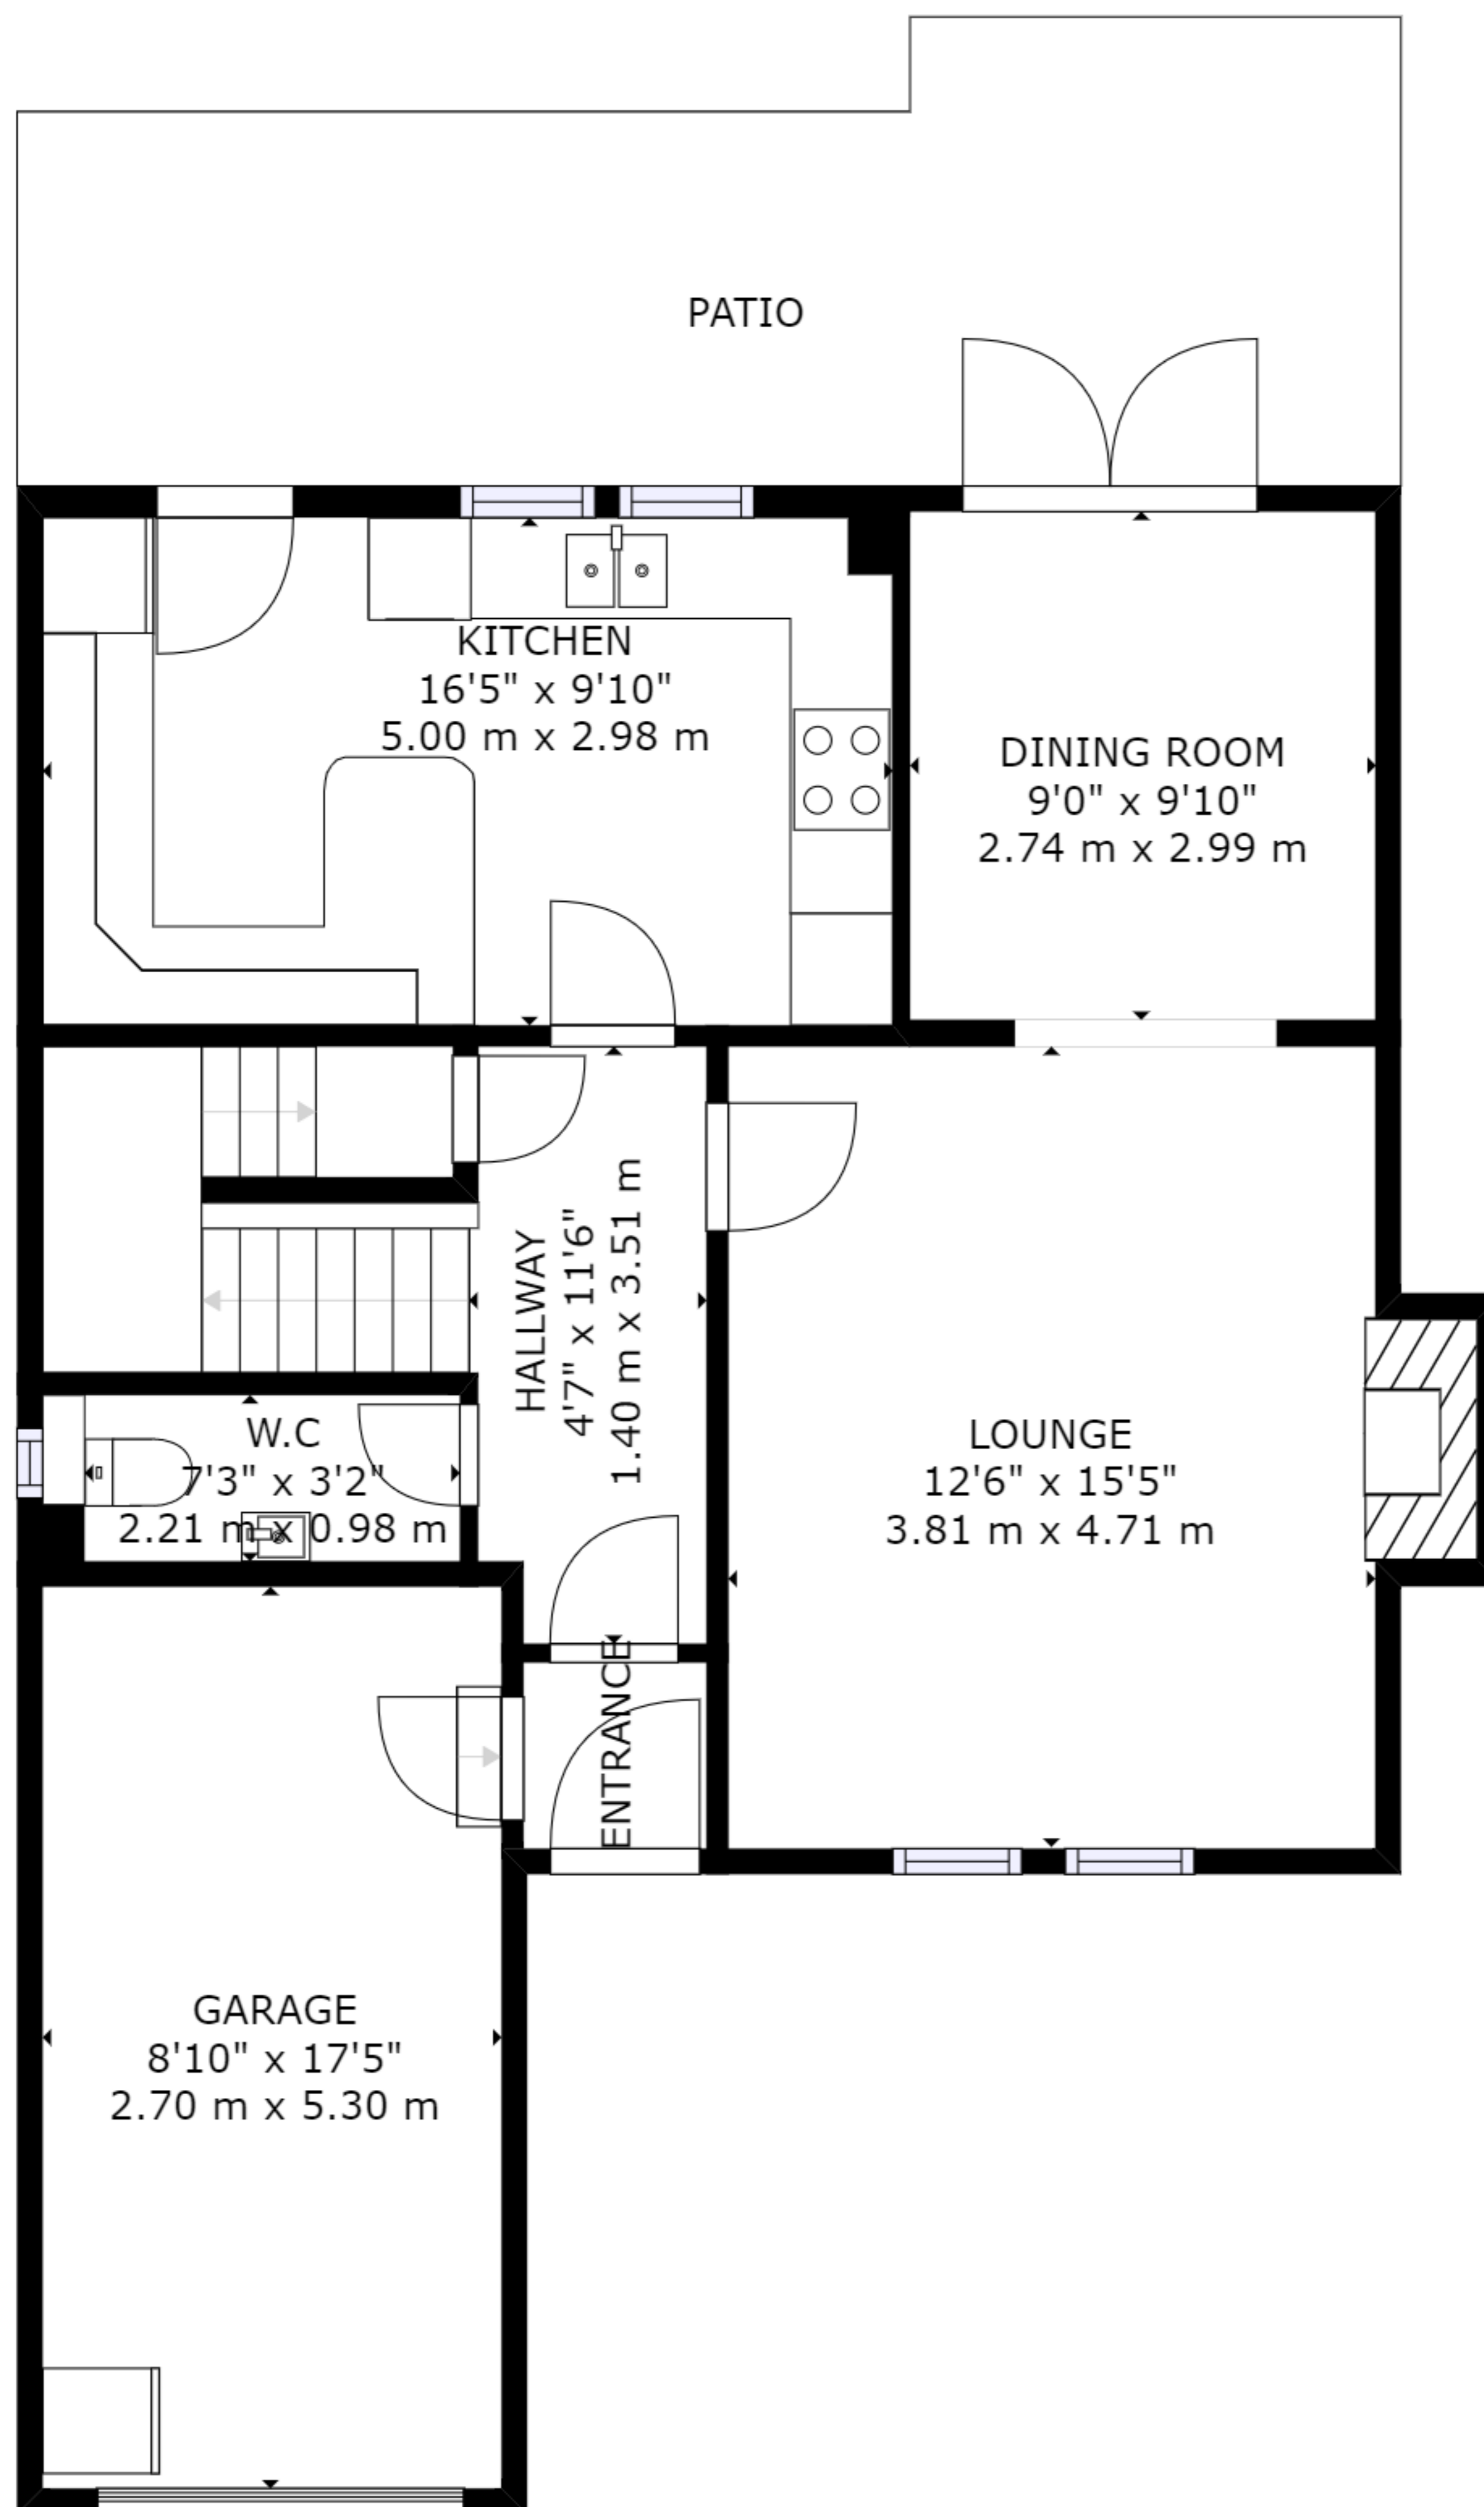 PATIO
KITCHEN
16'5" x 9'10"
5.00 m x 2.98 m
DINING ROOM
9'0" x 9'10"
2.74 m x 2.99 m
HALLWAY
4'7" x 11'6"
1.40 m x 3.51 m
W.C
7'3" x 3'2"
2.21 m x 0.98 m
LOUNGE
12'6" x 15'5"
3.81 m x 4.71 m
ENTRANCE
GARAGE
8'10" x 17'5"
2.70 m x 5.30 m